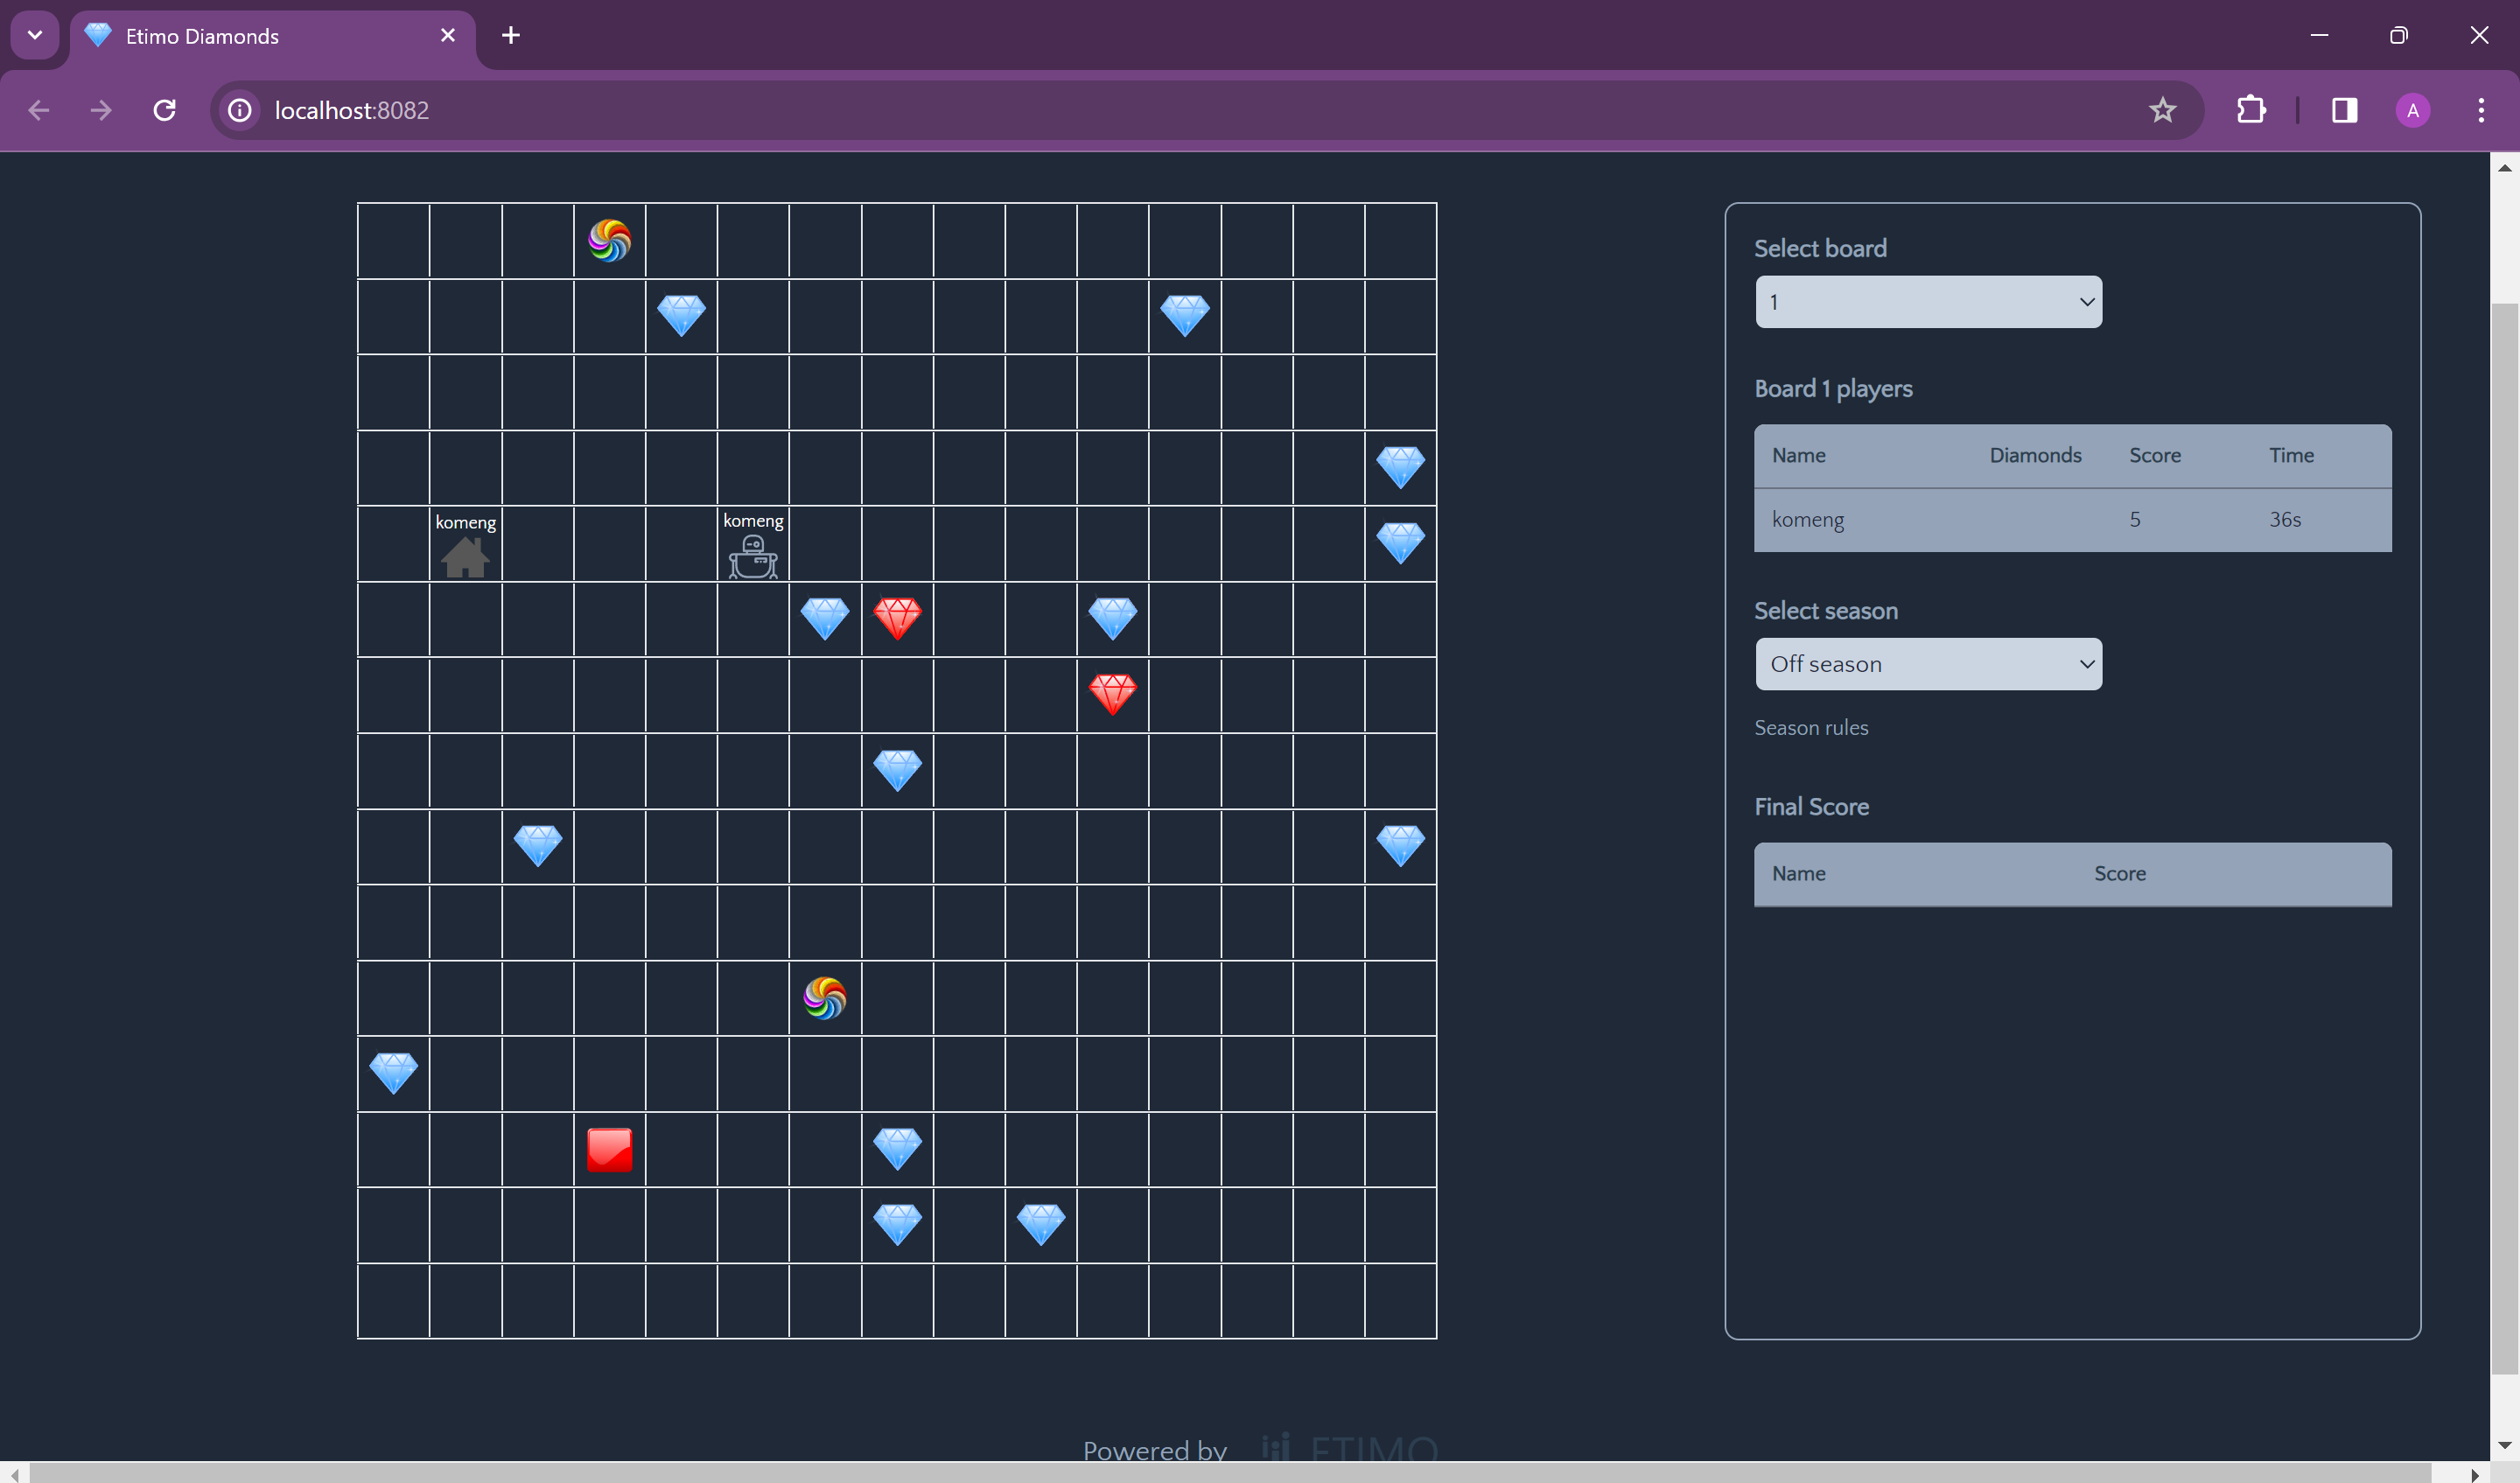 Etimo Diamonds
localhost:8082
A
Select board
1
Board 1 players
Name Diamonds Score Time
komeng 5 36s
komeng
komeng
Select season
Off season
Season rules
Final Score
Name Score
Powered by ETIMO